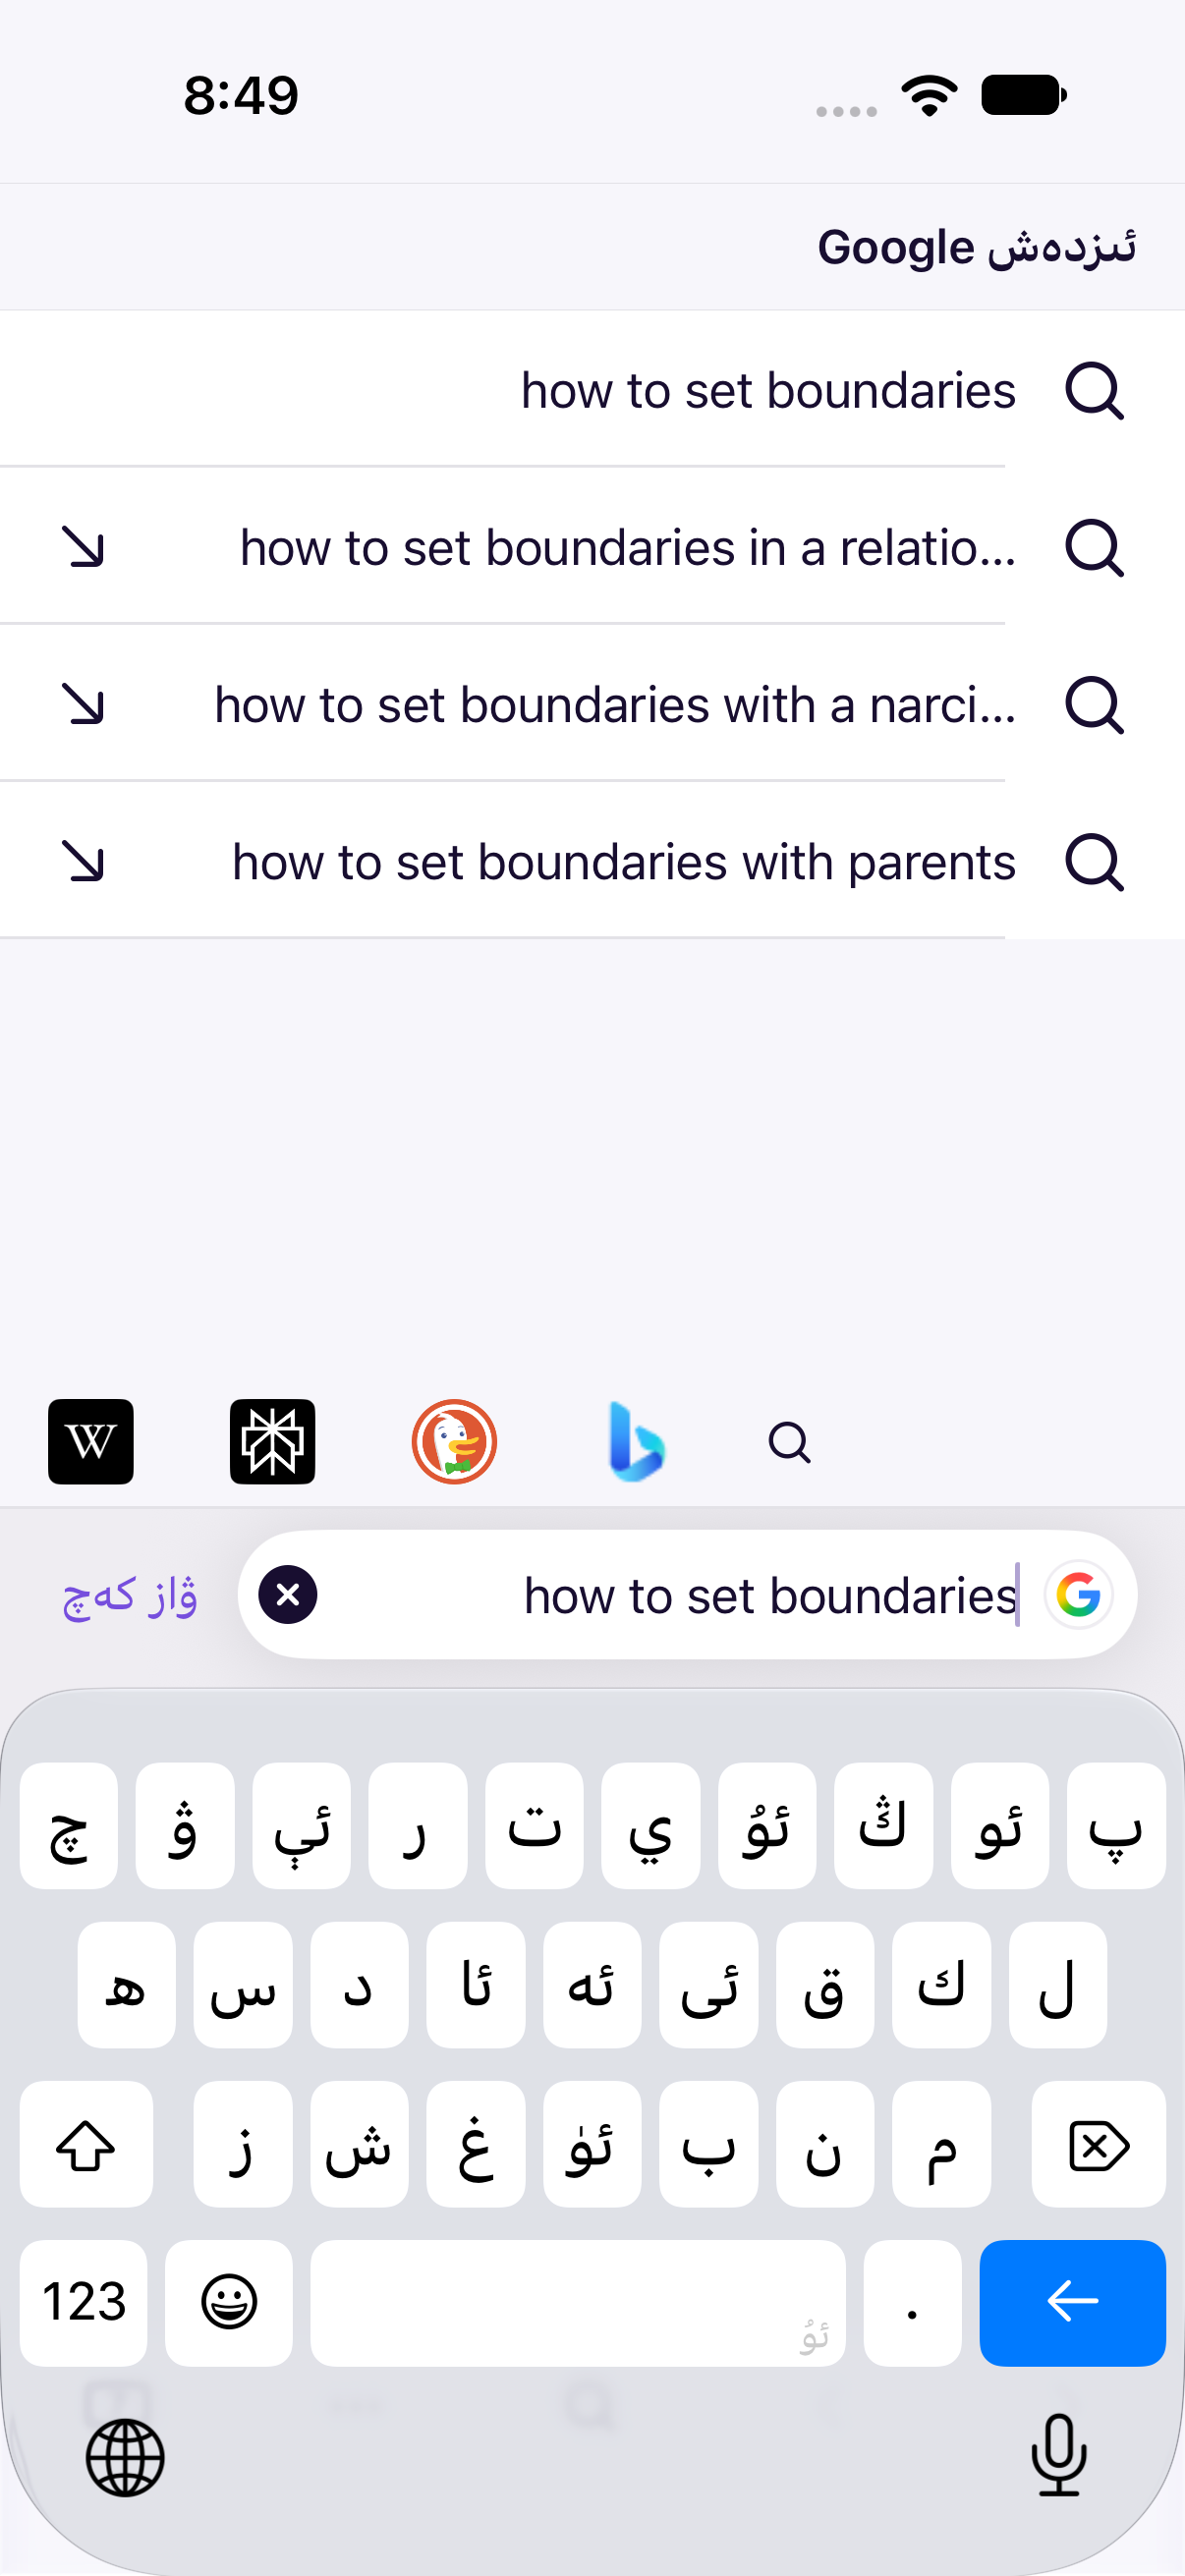 8:49
ئىزدەش Google
how to set boundaries
how to set boundaries in a relatio...
how to set boundaries with a narci...
how to set boundaries with parents
W
ۋاز كەچ
how to set boundaries
چ ۋ ئې ر ت ي ئۇ ڭ ئو پ
ھ س د ئا ئە ئى ق ك ل
ز ش غ ئۈ ب ن م
123 ئۇ .